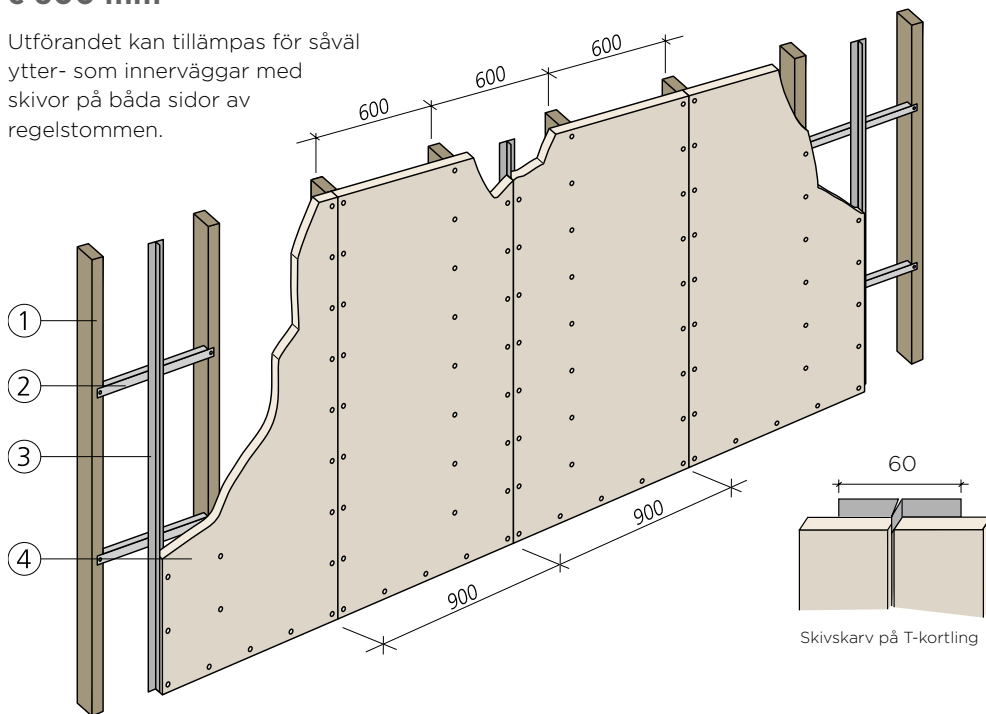 Utförandet kan tillämpas för såväl
ytter- som innerväggar med
skivor på båda sidor av
regelstommen.
600
600
600
1
2
3
4
900
900
60
Skivskarv på T-kortling